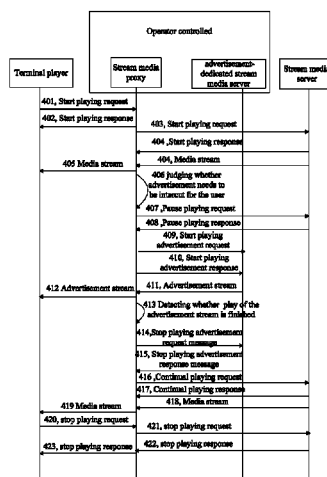 Operator controlled
Terminal player
Stream media
proxy
advertisement-
dedicated stream
media server
Stream media
server
401, Start playing request
402, Start playing response
403, Start playing request
404 ,Start playing response
404, Media stream
405 Media stream
406 judging whether
advertisement needs to
be intercut for the user
407 ,Pause playing request
408 ,Pause playing response
409, Start playing
advertisement request
410, Start playing
advertisement response
411, Advertisement stream
412 Advertisement stream
413 Detecting whether play of the
advertisement stream is finished
414,Stop playing advertisement
request message
415, Stop playing advertisement
response message
416 ,Continual playing request
417, Continual playing response
418, Media stream
419 Media stream
420, stop playing request
421, stop playing request
422, stop playing response
423, stop playing response